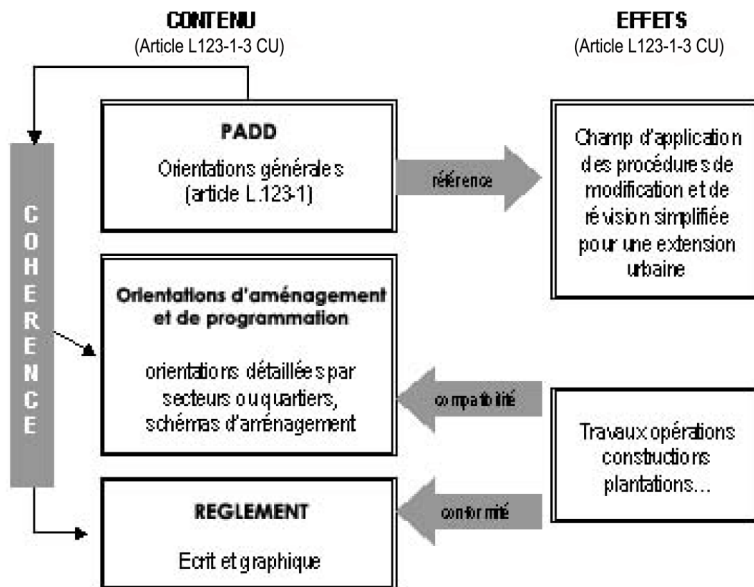 CONTENU
(Article L123-1-3 CU)
EFFETS
(Article L123-1-3 CU)
COHERENCE
PADD
Orientations générales
(article L.123-1)
référence
Champ d'application
des procédures de
modification et de
révision simplifiée
pour une extension
urbaine
Orientations d'aménagement
et de programmation
orientations détaillées par
secteurs ou quartiers,
schémas d'aménagement
compatibilité
Travaux opérations
constructions
plantations...
REGLEMENT
Ecrit et graphique
conformité